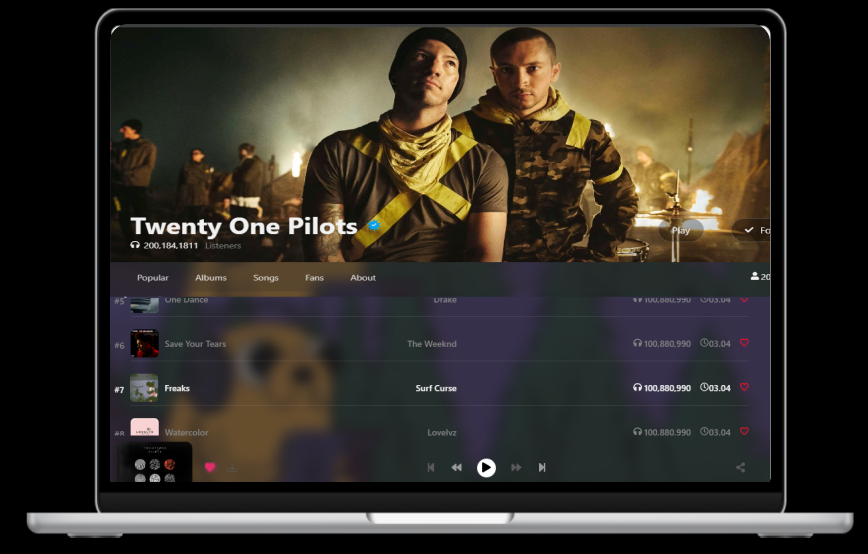 Twenty One Pilots
200,184,1811 Listeners
Play
Fo
Popular Albums Songs Fans About 20
#5 One Dance Drake 100,880,990 03.04
#6 Save Your Tears The Weeknd 100,880,990 03.04
#7 Freaks Surf Curse 100,880,990 03.04
#8 Watercolor Lovelvz 100,880,990 03.04